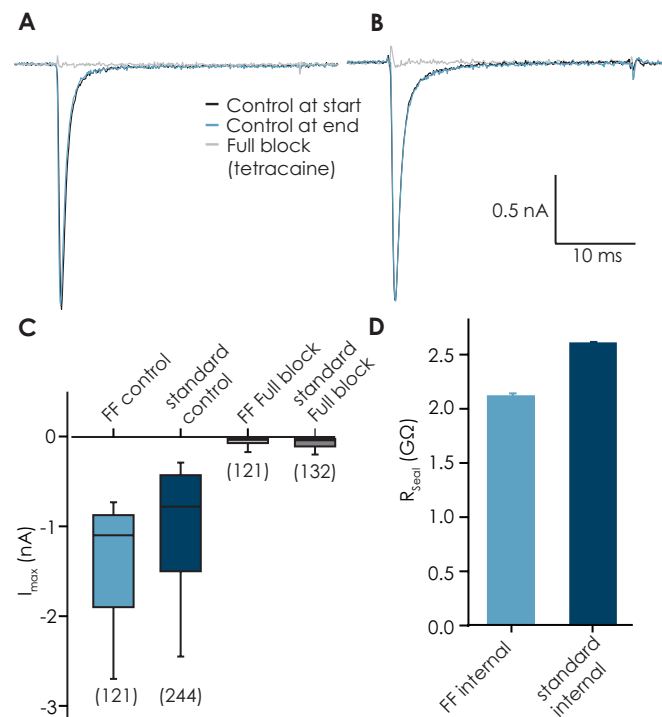 A
B
Control at start
Control at end
Full block
(tetracaine)
0.5 nA
10 ms
C
D
FF control
standard
control
FF Full block
standard
Full block
0
-1
-2
-3
I_max (nA)
(121)
(244)
(121)
(132)
2.5
2.0
1.5
1.0
0.5
0.0
R_Seal (GΩ)
FF internal
standard
internal